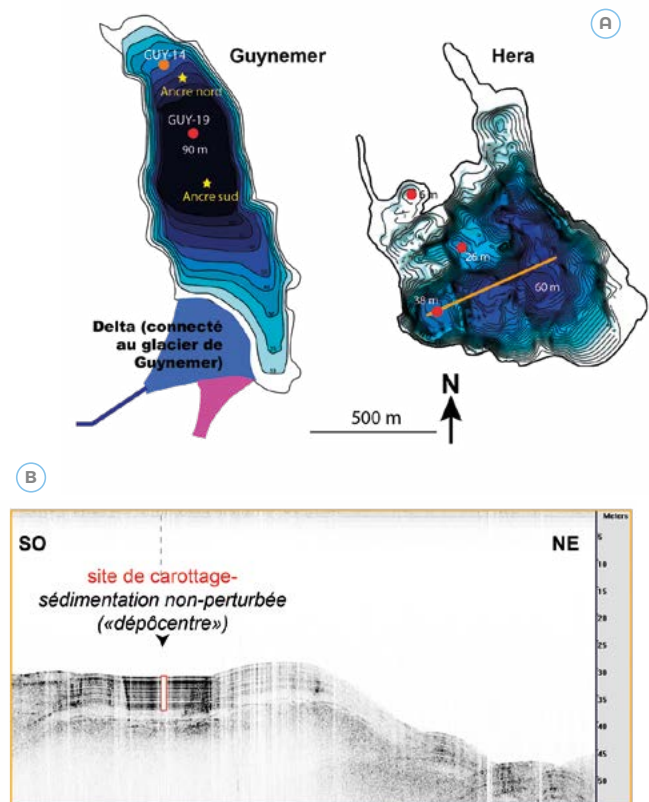 A
Guynemer
Hera
GUY-14
Ancre nord
GUY-19
90 m
Ancre sud
6 m
26 m
38 m
60 m
Delta (connecté
au glacier de
Guynemer)
N
500 m
B
Meters
SO
NE
site de carottage-
sédimentation non-perturbée
(«dépôcentre»)
5
10
15
20
25
30
35
40
45
50